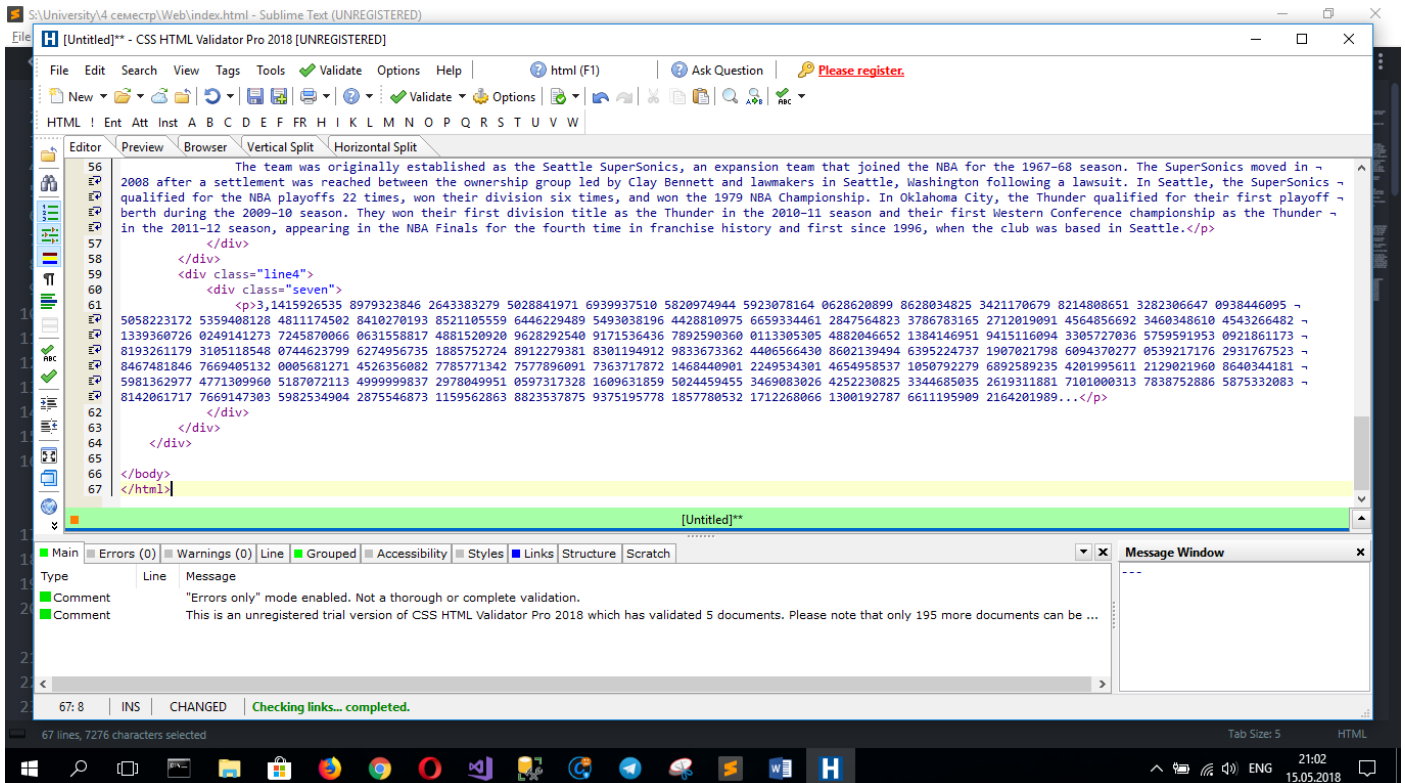 S:\University\4 семестр\Web\index.html - Sublime Text (UNREGISTERED)
File
[Untitled]** - CSS HTML Validator Pro 2018 [UNREGISTERED]
File Edit Search View Tags Tools Validate Options Help html (F1) Ask Question Please register.
New Validate Options
HTML ! Ent Att Inst A B C D E F FR H I K L M N O P Q R S T U V W
Editor Preview Browser Vertical Split Horizontal Split
56 The team was originally established as the Seattle SuperSonics, an expansion team that joined the NBA for the 1967-68 season. The SuperSonics moved in ¬
2008 after a settlement was reached between the ownership group led by Clay Bennett and lawmakers in Seattle, Washington following a lawsuit. In Seattle, the SuperSonics ¬
qualified for the NBA playoffs 22 times, won their division six times, and won the 1979 NBA Championship. In Oklahoma City, the Thunder qualified for their first playoff ¬
berth during the 2009-10 season. They won their first division title as the Thunder in the 2010-11 season and their first Western Conference championship as the Thunder ¬
in the 2011-12 season, appearing in the NBA Finals for the fourth time in franchise history and first since 1996, when the club was based in Seattle.</p>
57 </div>
58 </div>
59 <div class="line4">
60 <div class="seven">
61 <p>3,1415926535 8979323846 2643383279 5028841971 6939937510 5820974944 5923078164 0628620899 8628034825 3421170679 8214808651 3282306647 0938446095 ¬
5058223172 5359408128 4811174502 8410270193 8521105559 6446229489 5493038196 4428810975 6659334461 2847564823 3786783165 2712019091 4564856692 3460348610 4543266482 ¬
1339360726 0249141273 7245870066 0631558817 4881520920 9628292540 9171536436 7892590360 0113305305 4882046652 1384146951 9415116094 3305727036 5759591953 0921861173 ¬
8193261179 3105118548 0744623799 6274956735 1885752724 8912279381 8301194912 9833673362 4406566430 8602139494 6395224737 1907021798 6094370277 0539217176 2931767523 ¬
8467481846 7669405132 0005681271 4526356082 7785771342 7577896091 7363717872 1468440901 2249534301 4654958537 1050792279 6892589235 4201995611 2129021960 8640344181 ¬
5981362977 4771309960 5187072113 4999999837 2978049951 0597317328 1609631859 5024459455 3469083026 4252230825 3344685035 2619311881 7101000313 7838752886 5875332083 ¬
8142061717 7669147303 5982534904 2875546873 1159562863 8823537875 9375195778 1857780532 1712268066 1300192787 6611195909 2164201989...</p>
62 </div>
63 </div>
64 </div>
65
66 </body>
67 </html>
[Untitled]**
Main Errors (0) Warnings (0) Line Grouped Accessibility Styles Links Structure Scratch
Message Window
Type Line Message
---
Comment "Errors only" mode enabled. Not a thorough or complete validation.
Comment This is an unregistered trial version of CSS HTML Validator Pro 2018 which has validated 5 documents. Please note that only 195 more documents can be ...
67: 8 INS CHANGED Checking links... completed.
67 lines, 7276 characters selected Tab Size: 5 HTML
ENG 21:02
15.05.2018